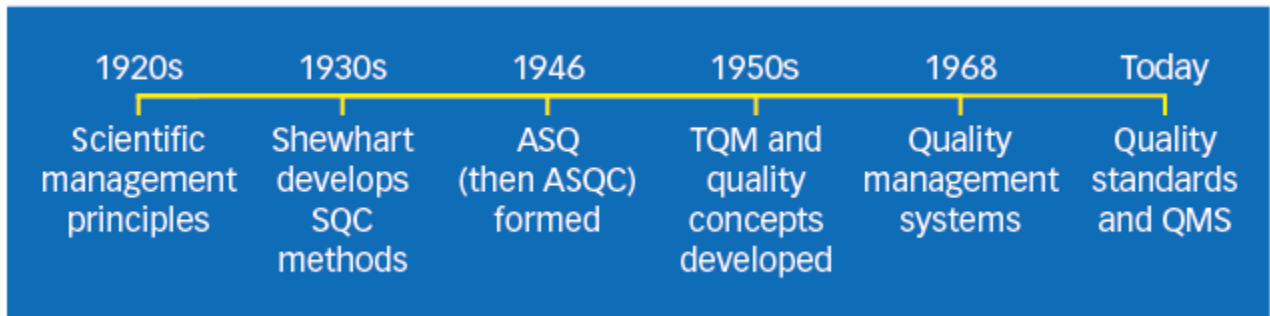 1920s
Scientific
management
principles
1930s
Shewhart
develops
SQC
methods
1946
ASQ
(then ASQC)
formed
1950s
TQM and
quality
concepts
developed
1968
Quality
management
systems
Today
Quality
standards
and QMS